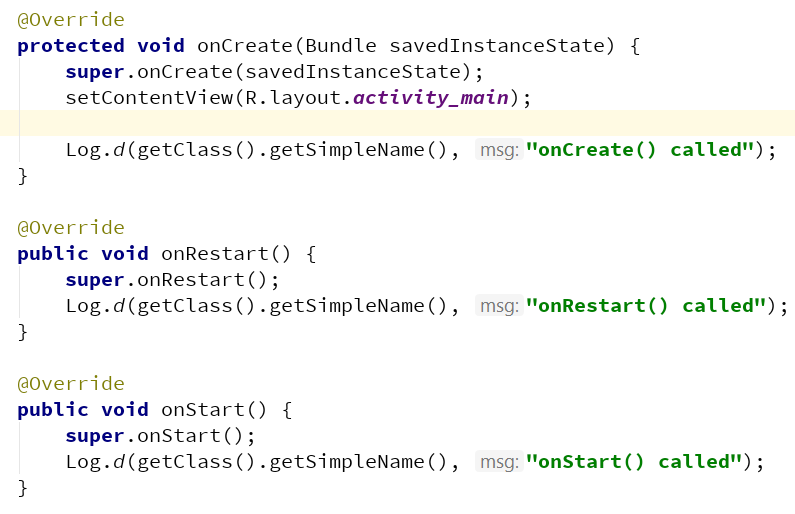 @Override
protected void onCreate(Bundle savedInstanceState) {
    super.onCreate(savedInstanceState);
    setContentView(R.layout.activity_main);

    Log.d(getClass().getSimpleName(), msg: "onCreate() called");
}

@Override
public void onRestart() {
    super.onRestart();
    Log.d(getClass().getSimpleName(), msg: "onRestart() called");
}

@Override
public void onStart() {
    super.onStart();
    Log.d(getClass().getSimpleName(), msg: "onStart() called");
}